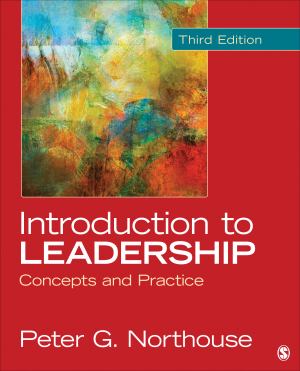 Third Edition
Introduction to
LEADERSHIP
Concepts and Practice
Peter G. Northouse